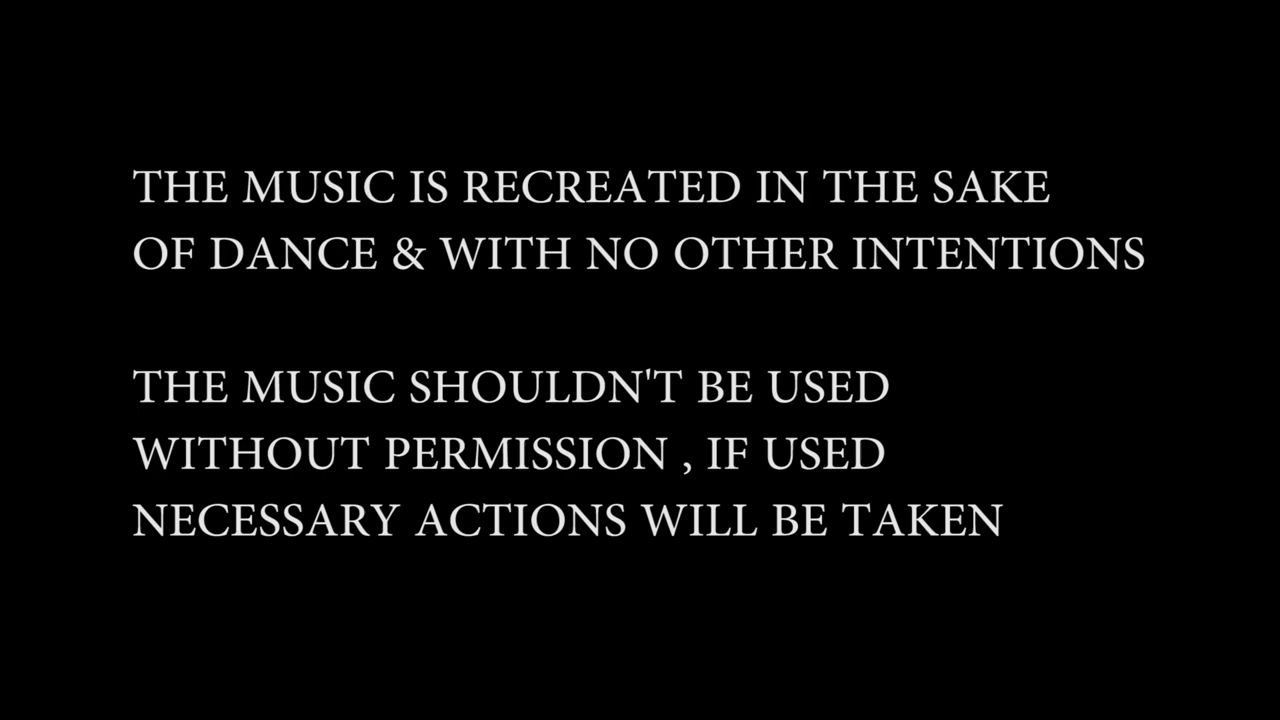 THE MUSIC IS RECREATED IN THE SAKE
OF DANCE & WITH NO OTHER INTENTIONS
THE MUSIC SHOULDN'T BE USED
WITHOUT PERMISSION , IF USED
NECESSARY ACTIONS WILL BE TAKEN